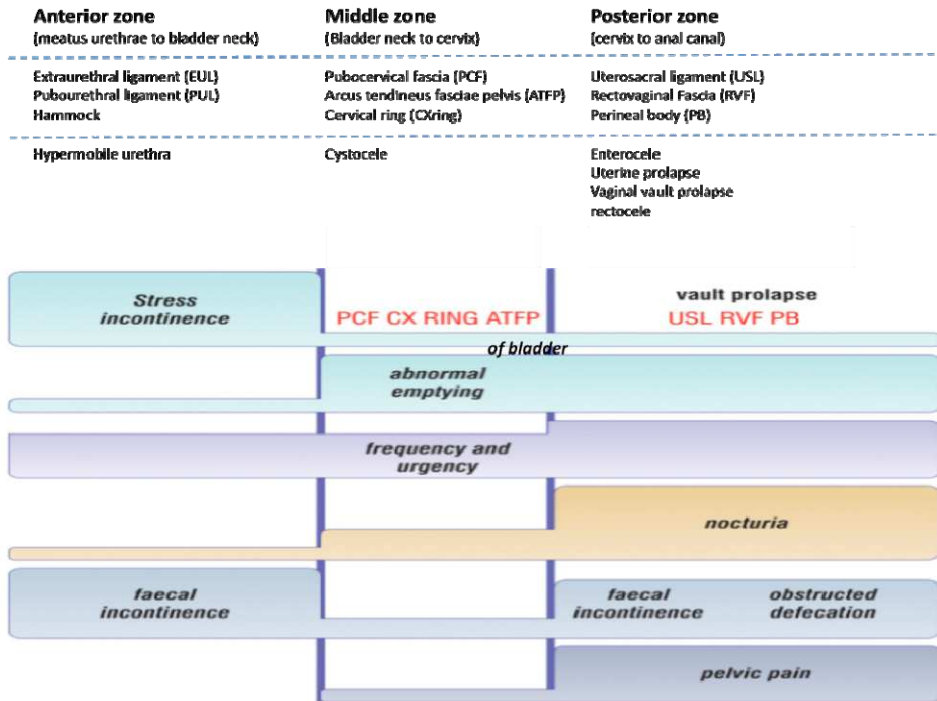 Anterior zone
(meatus urethrae to bladder neck)
Middle zone
(Bladder neck to cervix)
Posterior zone
(cervix to anal canal)
Extraurethral ligament (EUL)
Pubourethral ligament (PUL)
Hammock
Pubocervical fascia (PCF)
Arcus tendineus fasciae pelvis (ATFP)
Cervical ring (CXring)
Uterosacral ligament (USL)
Rectovaginal Fascia (RVF)
Perineal body (PB)
Hypermobile urethra
Cystocele
Enterocele
Uterine prolapse
Vaginal vault prolapse
rectocele
Stress
incontinence
PCF CX RING ATFP
vault prolapse
USL RVF PB
of bladder
abnormal
emptying
frequency and
urgency
nocturia
faecal
incontinence
faecal
incontinence
obstructed
defecation
pelvic pain